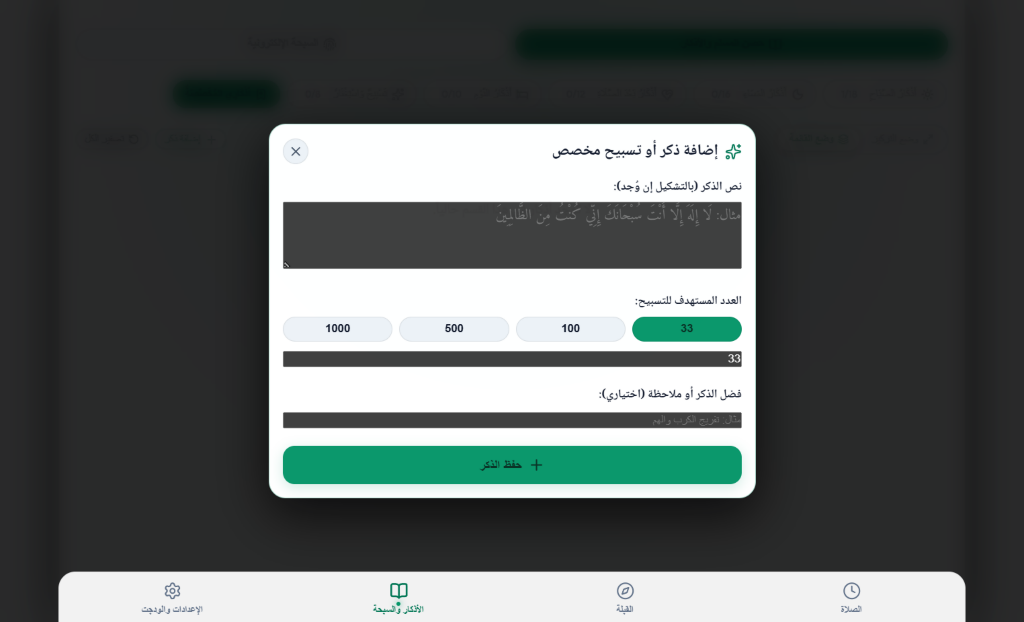 إضافة ذكر أو تسبيح مخصص
نص الذكر (بالتشكيل إن وُجد):
مثال: لَا إِلَهَ إِلَّا أَنْتَ سُبْحَانَكَ إِنِّي كُنْتُ مِنَ الظَّالِمِينَ
العدد المستهدف للتسبيح:
33 100 500 1000
33
فضل الذكر أو ملاحظة (اختياري):
مثال: تفريج الكرب والهم
حفظ الذكر
الصلاة القبلة الأذكار والسبحة الإعدادات والودجت